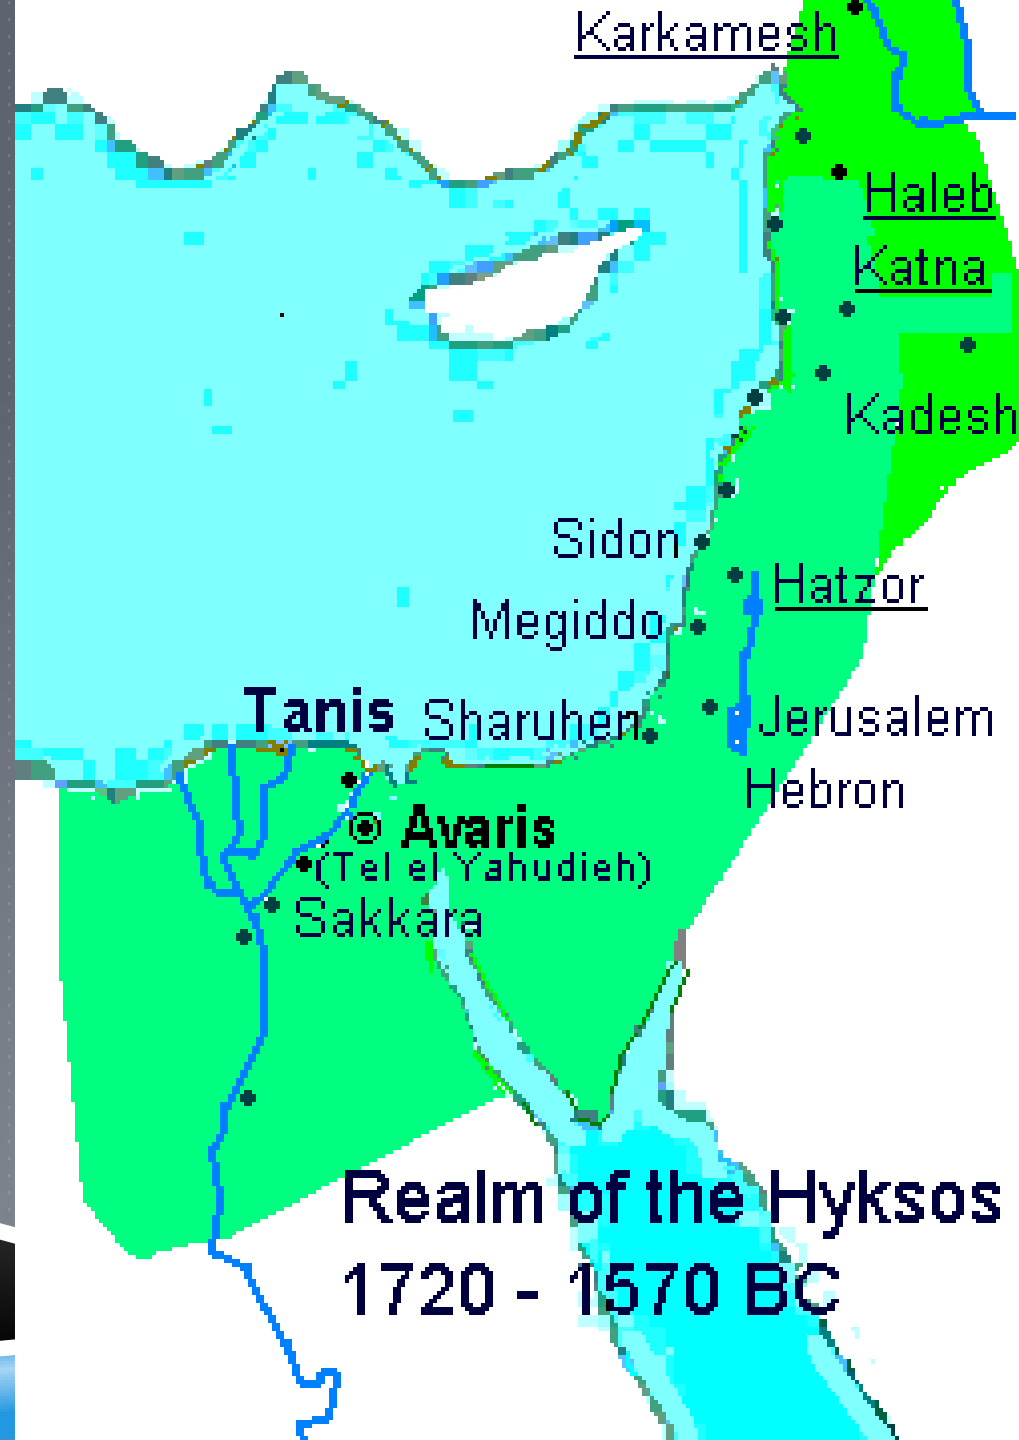 Karkamesh
Haleb
Katna
Kadesh
Sidon
Hatzor
Megiddo
Tanis
Sharuhen
Jerusalem
Hebron
Avaris
(Tel el Yahudieh)
Sakkara
Realm of the Hyksos
1720 - 1570 BC